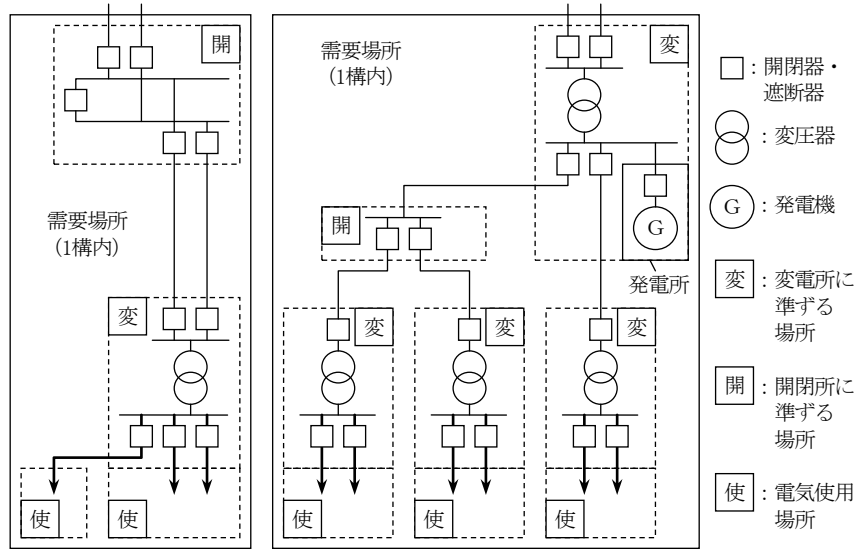 開
需要場所
(1構内)
変
使
使
需要場所
(1構内)
変
G
発電所
開
変
変
変
使
使
使
：開閉器・
遮断器
：変圧器
G
：発電機
変
：変電所に
準ずる
場所
開
：開閉所に
準ずる
場所
使
：電気使用
場所